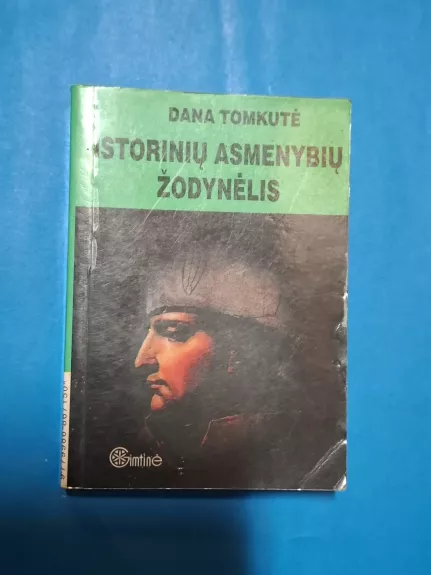 DANA TOMKUTĖ
ISTORINIŲ ASMENYBIŲ
ŽODYNĖLIS
Gimtinė